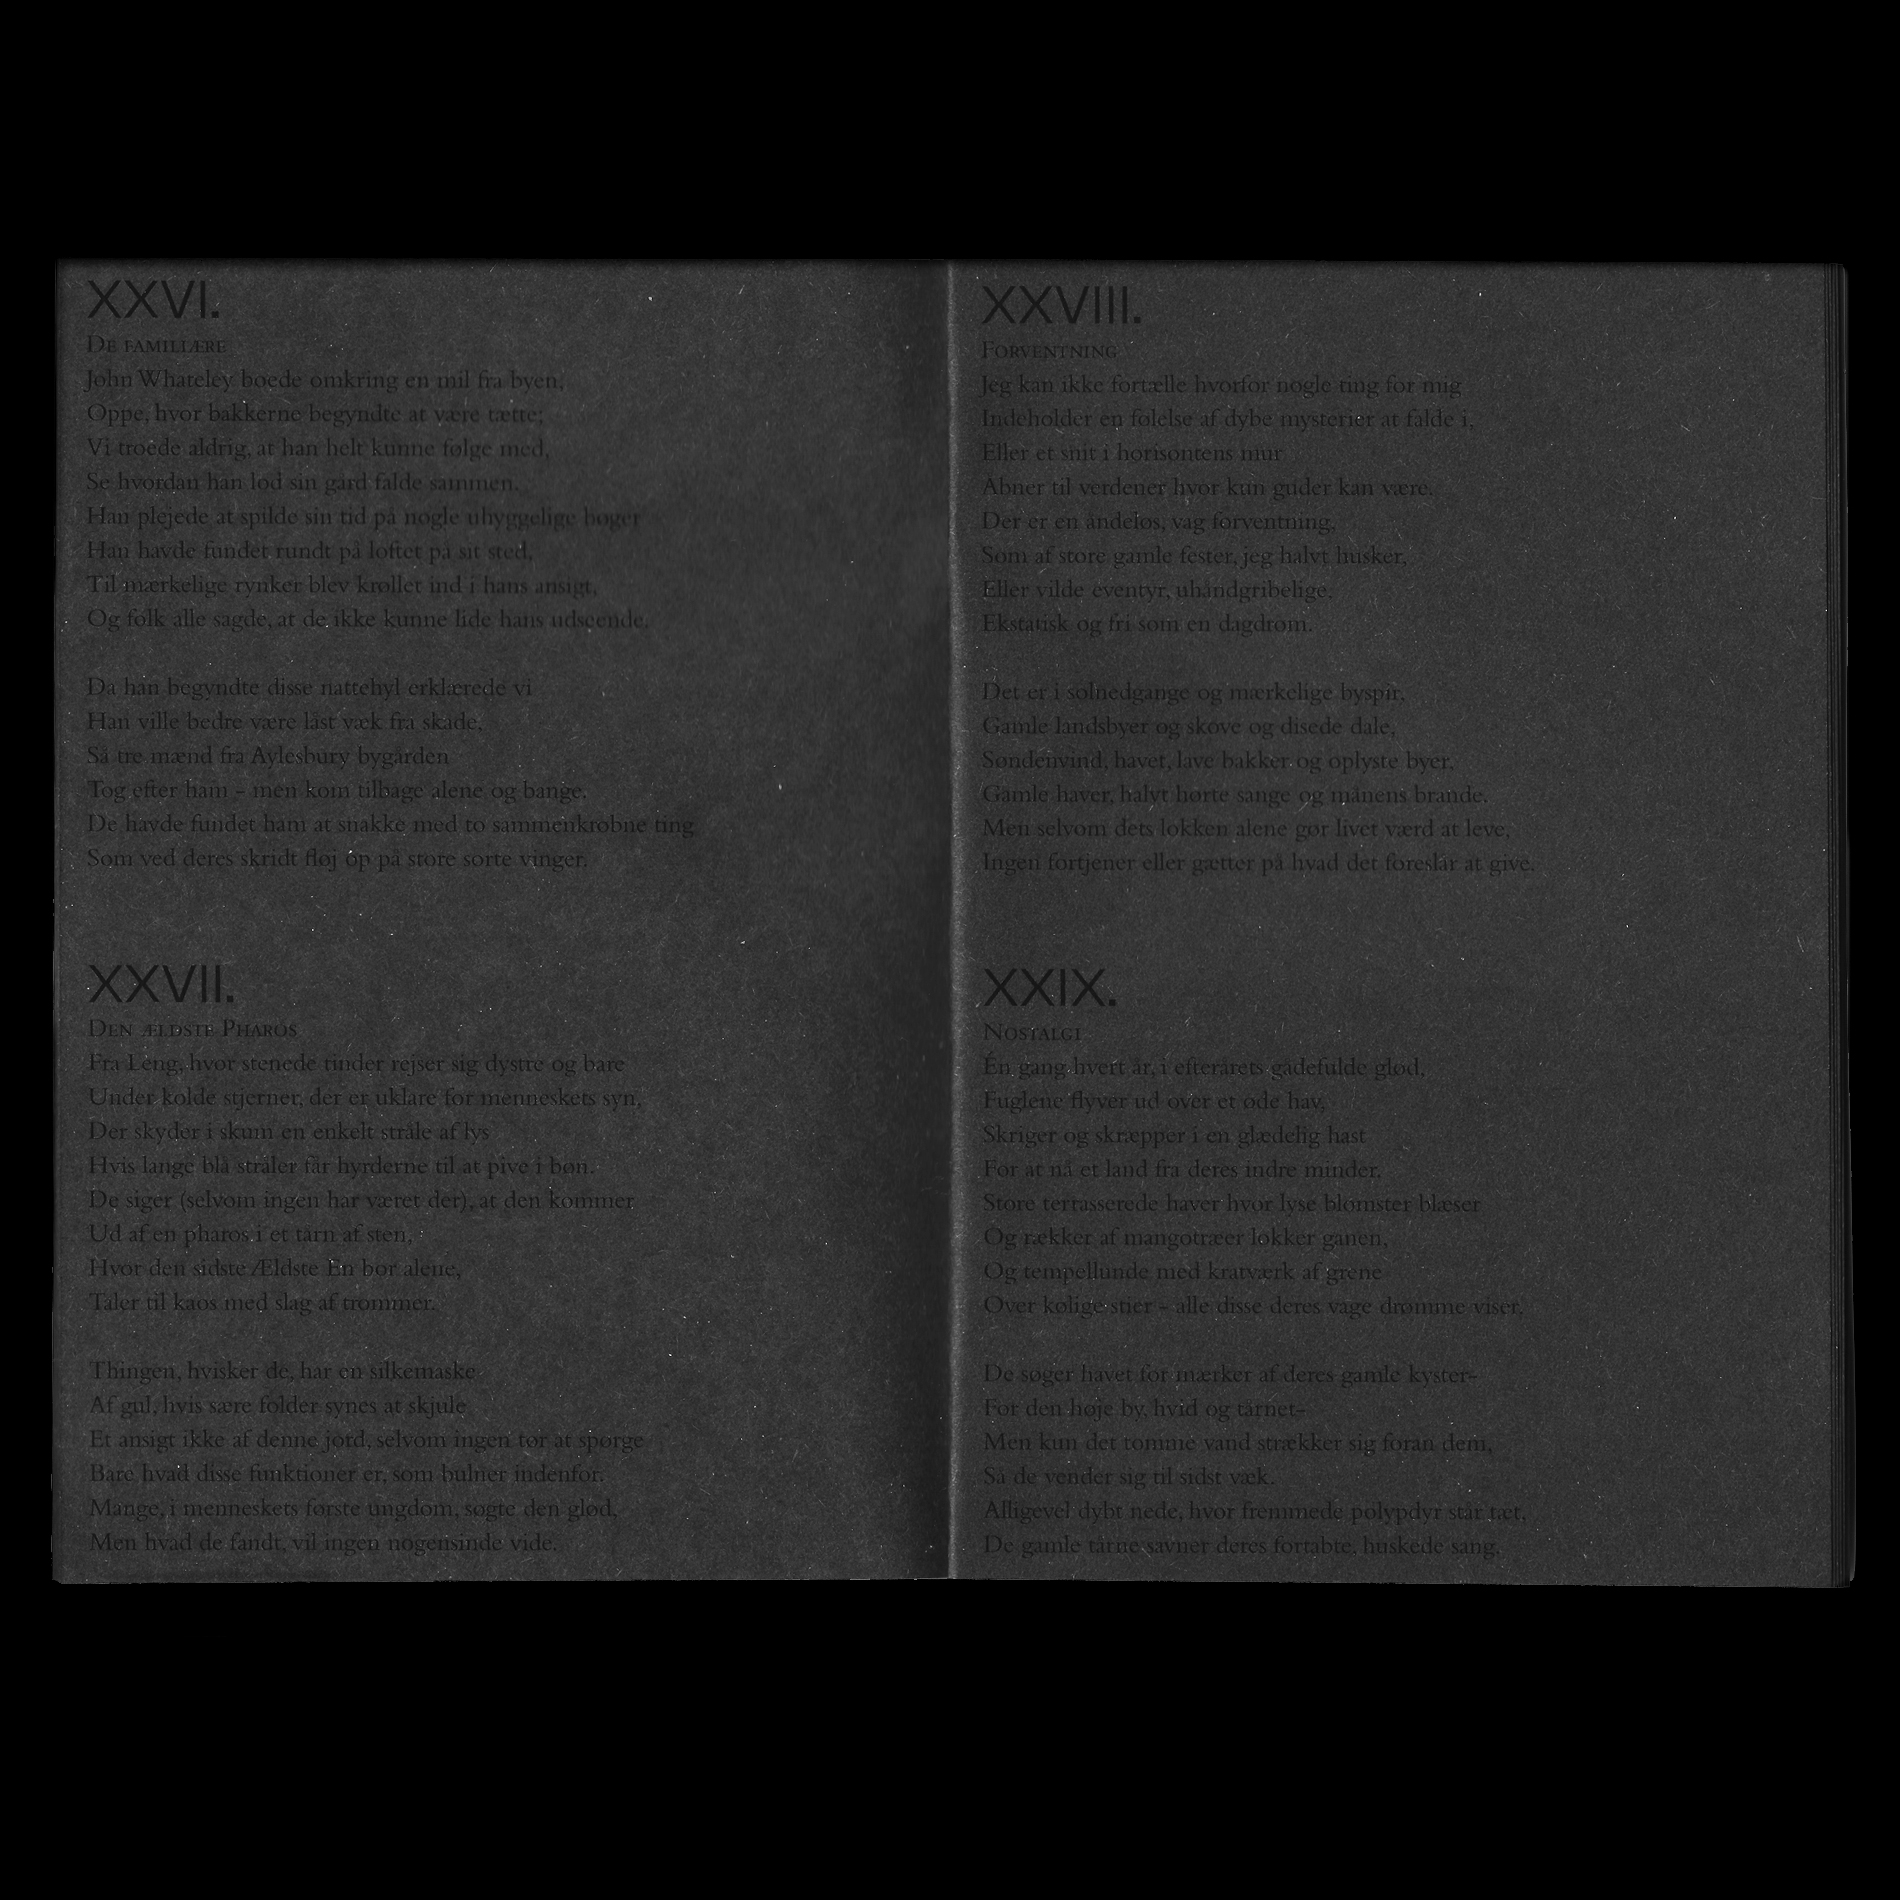 XXVI.
De familiære
John Whateley boede omkring en mil fra byen,
Oppe, hvor bakkerne begyndte at være tætte;
Vi troede aldrig, at han helt kunne følge med,
Se hvordan han lod sin gård falde sammen.
Han plejede at spilde sin tid på nogle uhyggelige bøger
Han havde fundet rundt på loftet på sit sted,
Til mærkelige rynker blev krøllet ind i hans ansigt,
Og folk alle sagde, at de ikke kunne lide hans udseende.
Da han begyndte disse nattehyl erklærede vi
Han ville bedre være låst væk fra skade,
Så tre mænd fra Aylesbury bygården
Tog efter ham – men kom tilbage alene og bange.
De havde fundet ham at snakke med to sammenkrøbne ting
Som ved deres skridt fløj op på store sorte vinger.
XXVII.
Den ældste Pharos
Fra Leng, hvor stenede tinder rejser sig dystre og bare
Under kolde stjerner, der er uklare for menneskets syn,
Der skyder i skum en enkelt stråle af lys
Hvis lange blå stråler får hyrderne til at pive i bøn.
De siger (selvom ingen har været der), at den kommer
Ud af en pharos i et tårn af sten,
Hvor den sidste Ældste Én bor alene,
Taler til kaos med slag af trommer.
Thingen, hvisker de, har en silkemaske
Af gul, hvis sære folder synes at skjule
Et ansigt ikke af denne jord, selvom ingen tør at spørge
Bare hvad disse funktioner er, som bulner indenfor.
Mange, i menneskets første ungdom, søgte den glød,
Men hvad de fandt, vil ingen nogensinde vide.
XXVIII.
Forventning
Jeg kan ikke fortælle hvorfor nogle ting for mig
Indeholder en følelse af dybe mysterier at falde i,
Eller et snit i horisontens mur
Åbner til verdener hvor kun guder kan være.
Der er en åndeløs, vag forventning,
Som af store gamle fester, jeg halvt husker,
Eller vilde eventyr, uhåndgribelige,
Ekstatisk og fri som en dagdrøm.
Det er i solnedgange og mærkelige byspir,
Gamle landsbyer og skove og disede dale,
Søndenvind, havet, lave bakker og oplyste byer,
Gamle haver, halvt hørte sange og månens brande.
Men selvom dets lokken alene gør livet værd at leve,
Ingen fortjener eller gætter på hvad det foreslår at give.
XXIX.
Nostalgi
Én gang hvert år, i efterårets gådefulde glød,
Fuglene flyver ud over et øde hav,
Skriger og skræpper i en glædelig hast
For at nå et land fra deres indre minder.
Store terrasserede haver hvor lyse blomster blæser
Og rækker af mangotræer lokker ganen,
Og tempellunde med kratværk af grene
Over kølige stier – alle disse deres vage drømme viser.
De søger havet for mærker af deres gamle kyster–
For den høje by, hvid og tårnet–
Men kun det tomme vand strækker sig foran dem,
Så de vender sig til sidst væk.
Alligevel dybt nede, hvor fremmede polypdyr står tæt,
De gamle tårne savner deres fortabte, huskede sang.